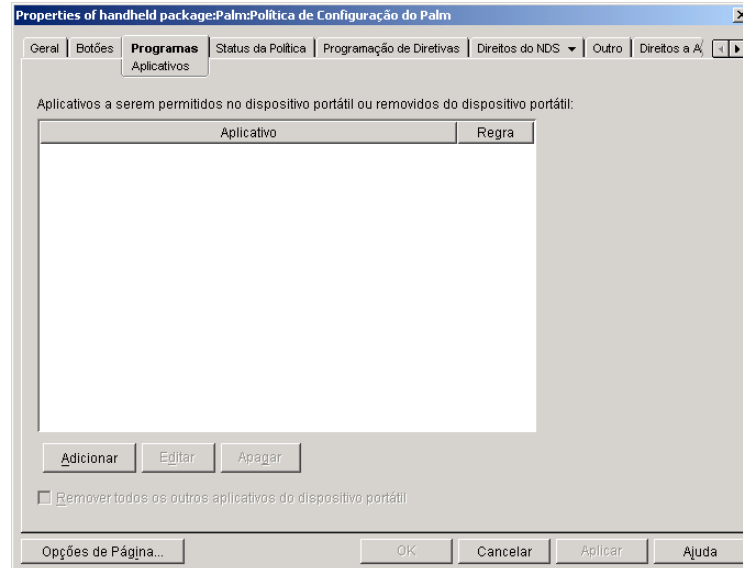 Properties of handheld package:Palm:Política de Configuração do Palm
Geral Botões Programas Status da Política Programação de Diretivas Direitos do NDS Outro Direitos a A
Aplicativos
Aplicativos a serem permitidos no dispositivo portátil ou removidos do dispositivo portátil:
Aplicativo Regra
Adicionar Editar Apagar
Remover todos os outros aplicativos do dispositivo portátil
Opções de Página... OK Cancelar Aplicar Ajuda